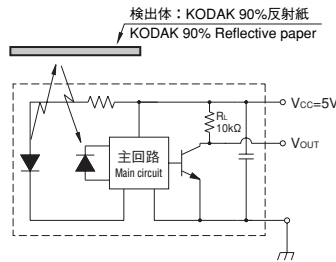 検出体：KODAK 90%反射紙
KODAK 90% Reflective paper
Vcc=5V
RL
10kΩ
VOUT
主回路
Main circuit